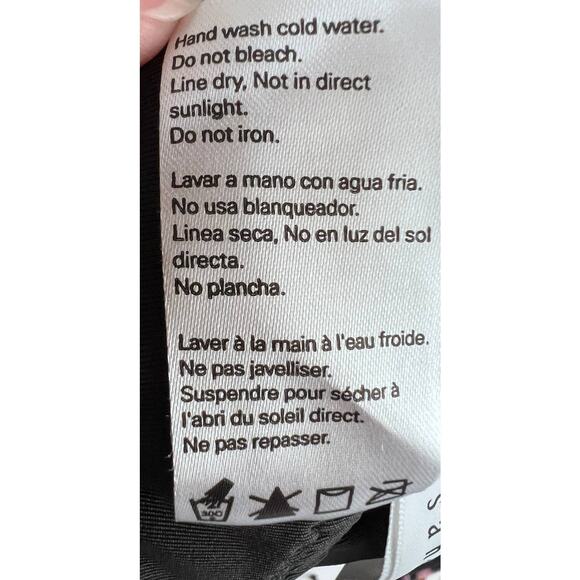 Hand wash cold water.
Do not bleach.
Line dry, Not in direct
sunlight.
Do not iron.
Lavar a mano con agua fria.
No usa blanqueador.
Linea seca, No en luz del sol
directa.
No plancha.
Laver à la main à l'eau froide.
Ne pas javelliser.
Suspendre pour sécher à
l'abri du soleil direct.
Ne pas repasser.